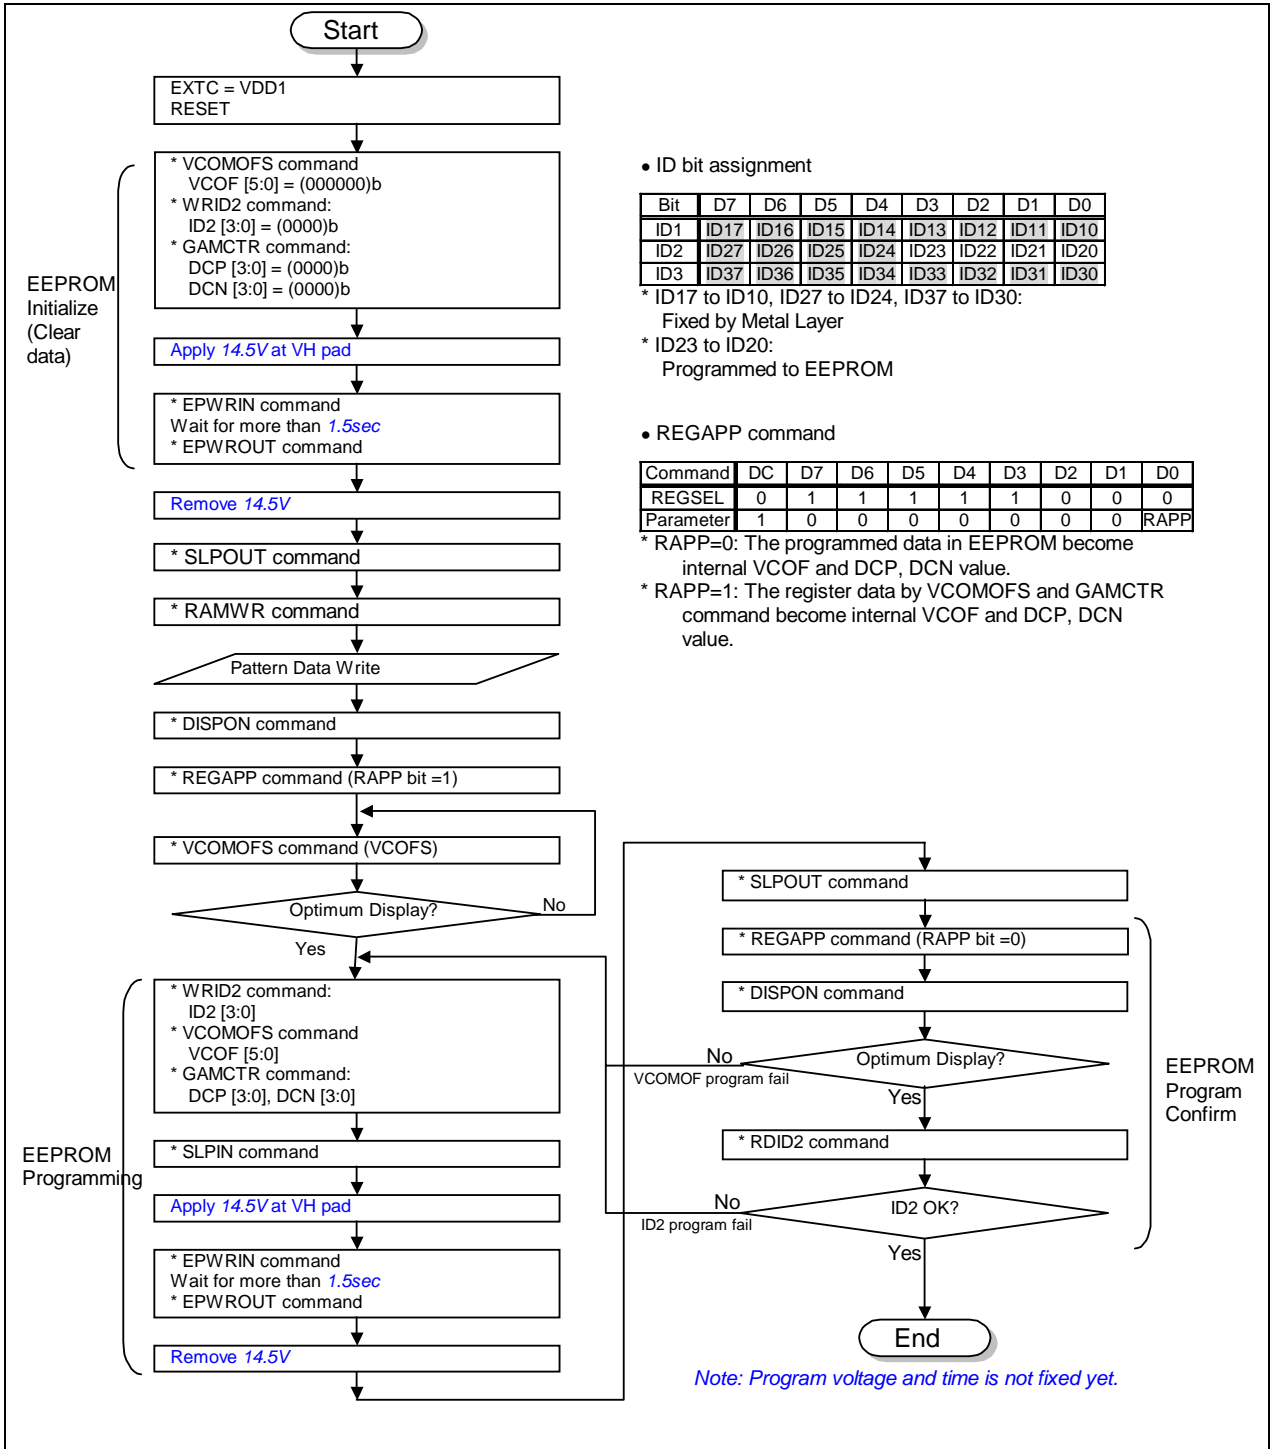 Start
EXTC = VDD1
RESET
EEPROM
Initialize
(Clear
data)
* VCOMOFS command
VCOF [5:0] = (000000)b
* WRID2 command:
ID2 [3:0] = (0000)b
* GAMCTR command:
DCP [3:0] = (0000)b
DCN [3:0] = (0000)b
Apply 14.5V at VH pad
* EPWRIN command
Wait for more than 1.5sec
* EPWROUT command
Remove 14.5V
* SLPOUT command
* RAMWR command
Pattern Data Write
* DISPON command
* REGAPP command (RAPP bit =1)
* VCOMOFS command (VCOFS)
Optimum Display?
No
Yes
EEPROM
Programming
* WRID2 command:
ID2 [3:0]
* VCOMOFS command
VCOF [5:0]
* GAMCTR command:
DCP [3:0], DCN [3:0]
* SLPIN command
Apply 14.5V at VH pad
* EPWRIN command
Wait for more than 1.5sec
* EPWROUT command
Remove 14.5V
• ID bit assignment
Bit D7 D6 D5 D4 D3 D2 D1 D0
ID1 ID17 ID16 ID15 ID14 ID13 ID12 ID11 ID10
ID2 ID27 ID26 ID25 ID24 ID23 ID22 ID21 ID20
ID3 ID37 ID36 ID35 ID34 ID33 ID32 ID31 ID30
* ID17 to ID10, ID27 to ID24, ID37 to ID30:
Fixed by Metal Layer
* ID23 to ID20:
Programmed to EEPROM
• REGAPP command
Command DC D7 D6 D5 D4 D3 D2 D1 D0
REGSEL 0 1 1 1 1 1 0 0 0
Parameter 1 0 0 0 0 0 0 0 RAPP
* RAPP=0: The programmed data in EEPROM become
internal VCOF and DCP, DCN value.
* RAPP=1: The register data by VCOMOFS and GAMCTR
command become internal VCOF and DCP, DCN
value.
* SLPOUT command
* REGAPP command (RAPP bit =0)
* DISPON command
Optimum Display?
No
VCOMOF program fail
Yes
EEPROM
Program
Confirm
* RDID2 command
ID2 OK?
No
ID2 program fail
Yes
End
Note: Program voltage and time is not fixed yet.